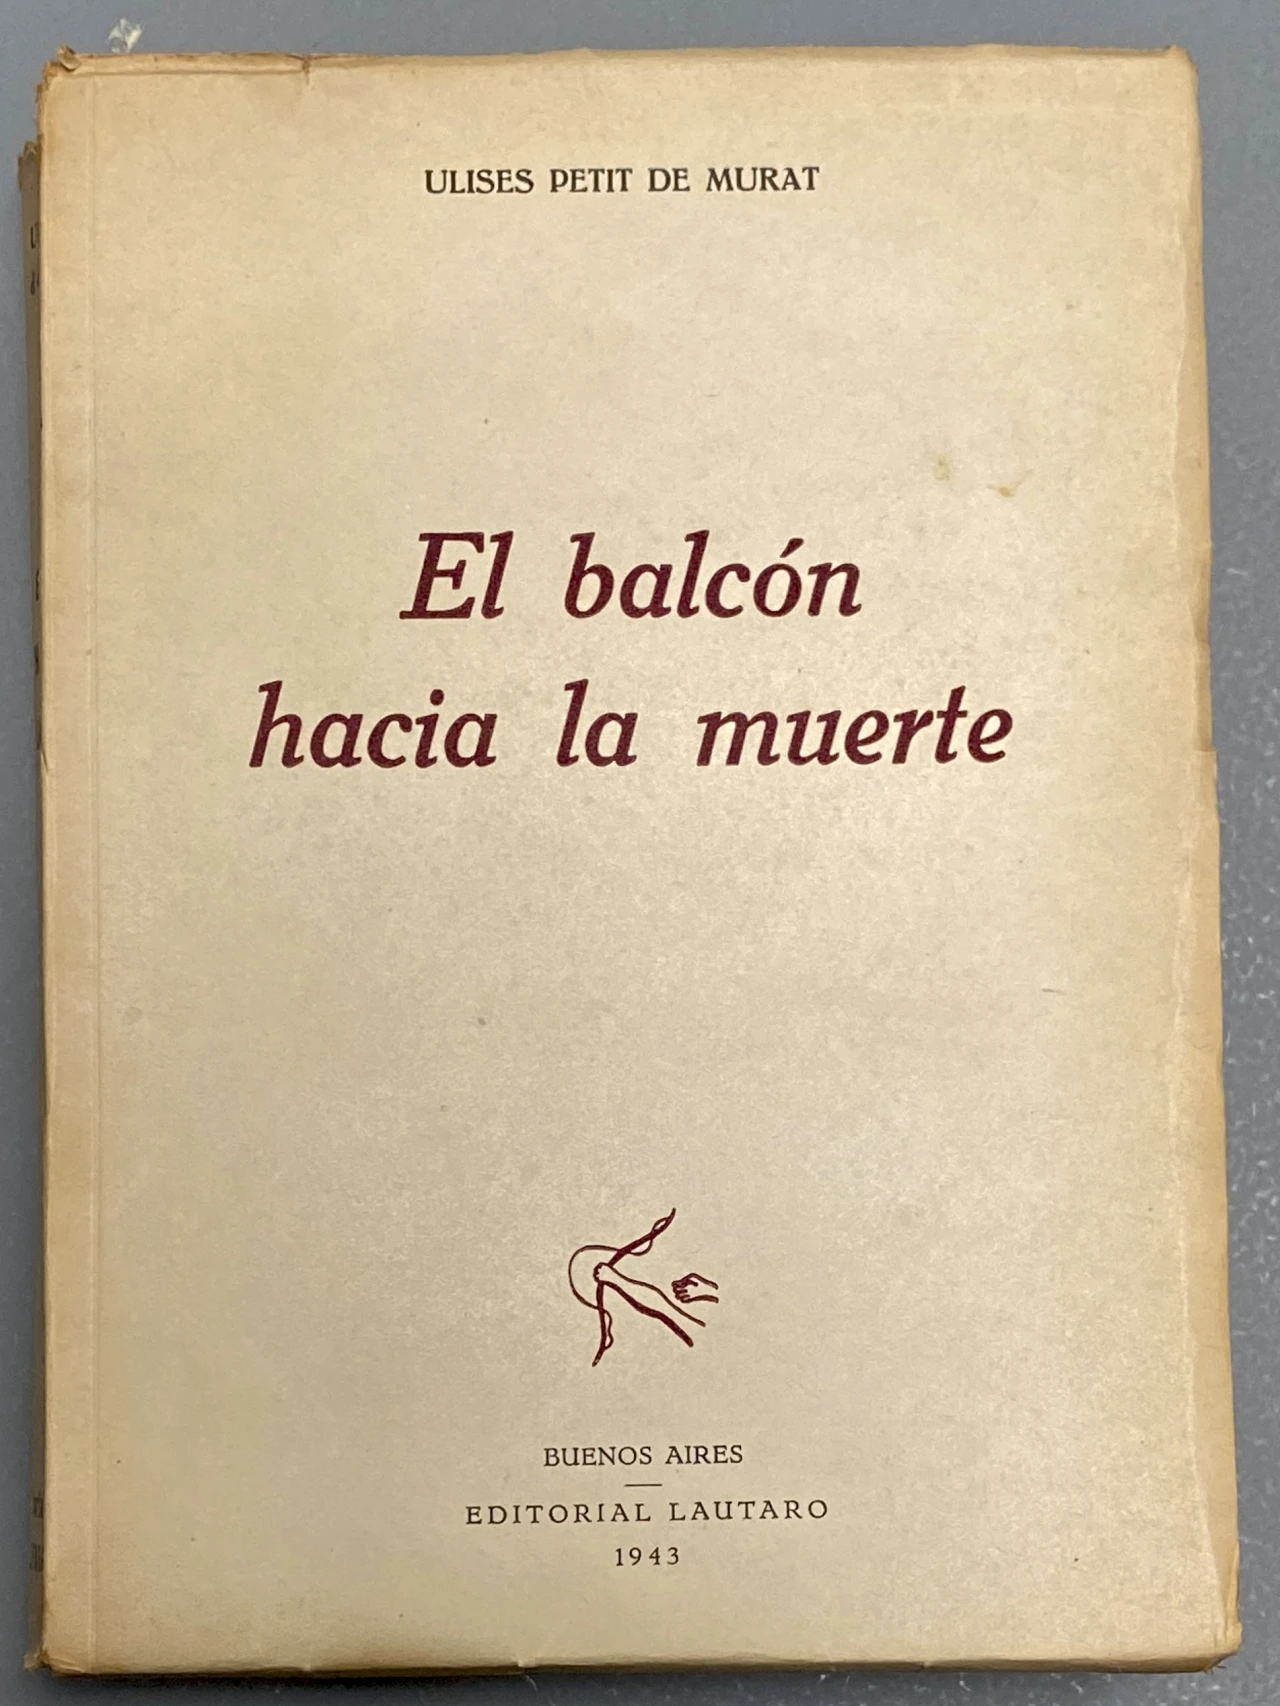 ULISES PETIT DE MURAT
El balcón
hacia la muerte
BUENOS AIRES
EDITORIAL LAUTARO
1943